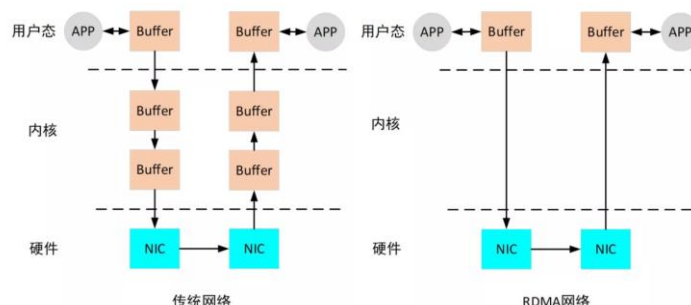 用户态 APP Buffer Buffer APP 用户态 APP Buffer Buffer APP
Buffer Buffer
内核 内核
Buffer Buffer
硬件 NIC NIC 硬件 NIC NIC
传统网络 RDMA网络